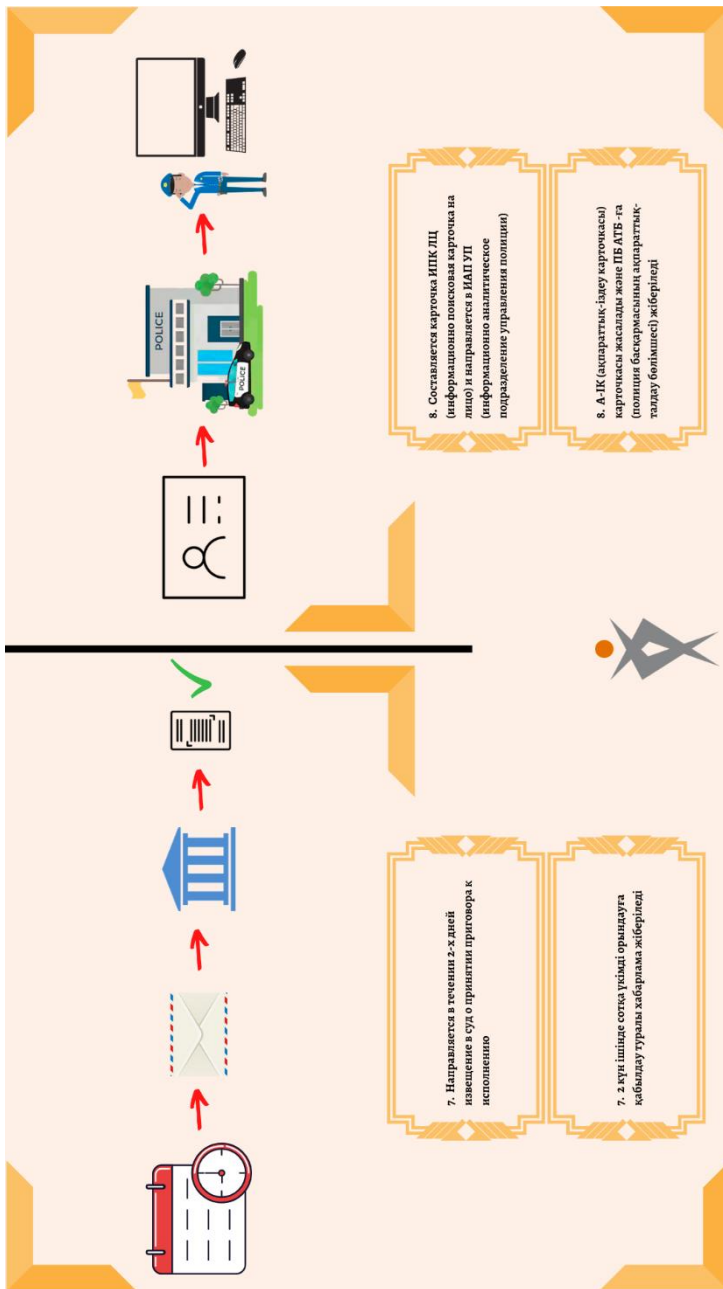 7. Направляется в течении 2-х дней
извещение в суд о принятии приговора к
исполнению
7. 2 күн ішінде сотқа үкімді орындауға
қабылдау туралы хабарлама жіберіледі
POLICE
POLICE
8. Составляется карточка ИПК ЛЦ
(информационно поисковая карточка на
лицо) и направляется в ИАП УП
(информационно аналитическое
подразделение управления полиции)
8. А-ІК (ақпараттық-іздеу карточкасы)
карточкасы жасалады және ПБ АТБ -ға
(полиция басқармасының ақпараттық-
талдау бөлімшесі) жіберіледі